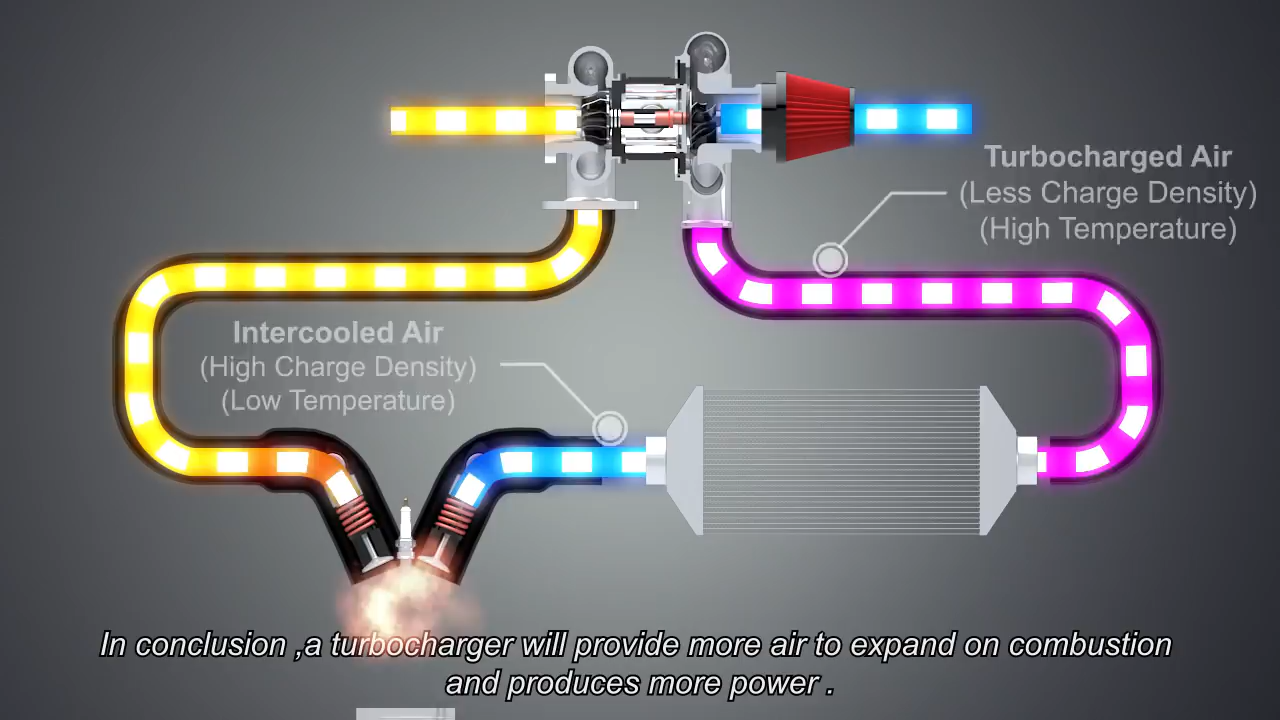 Turbocharged Air
(Less Charge Density)
(High Temperature)
Intercooled Air
(High Charge Density)
(Low Temperature)
In conclusion ,a turbocharger will provide more air to expand on combustion
and produces more power .